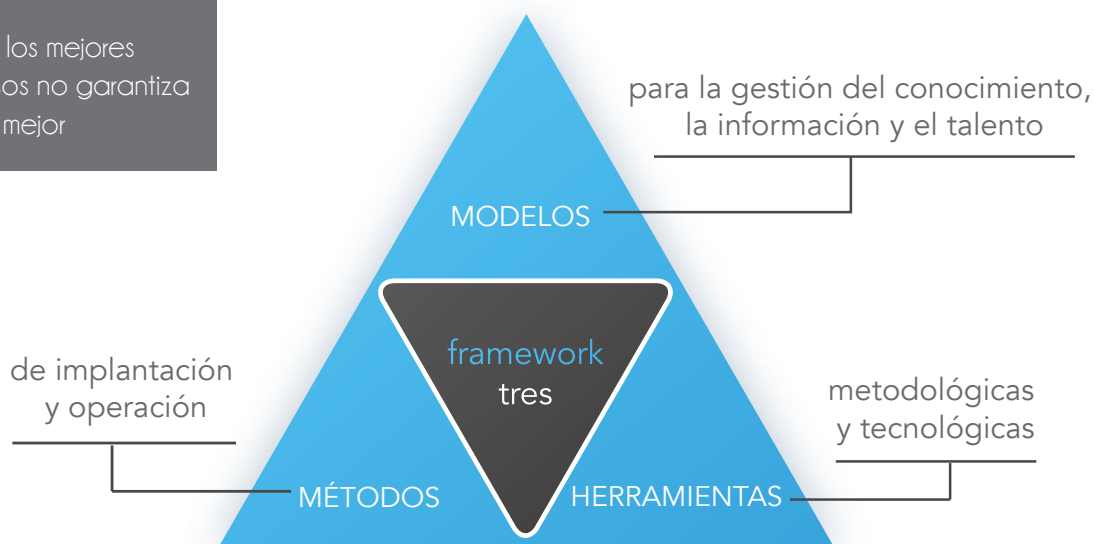 los mejores
os no garantiza
mejor
para la gestión del conocimiento,
la información y el talento
MODELOS
framework
tres
de implantación
y operación
metodológicas
y tecnológicas
MÉTODOS
HERRAMIENTAS